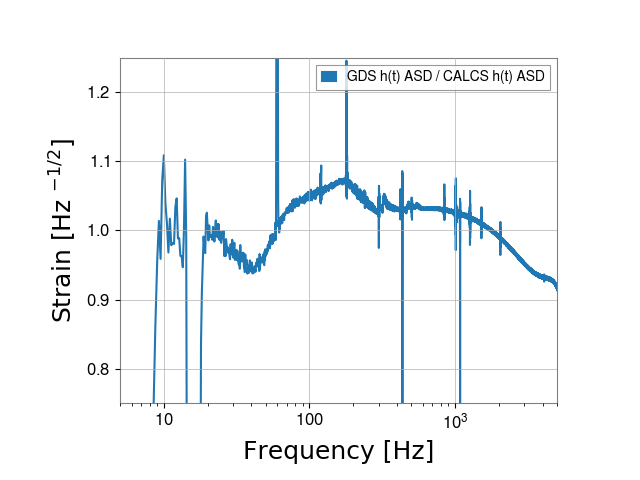 GDS h(t) ASD / CALCS h(t) ASD
1.2
1.1
1.0
0.9
0.8
Strain [Hz^{-1/2}]
10
100
10³
Frequency [Hz]